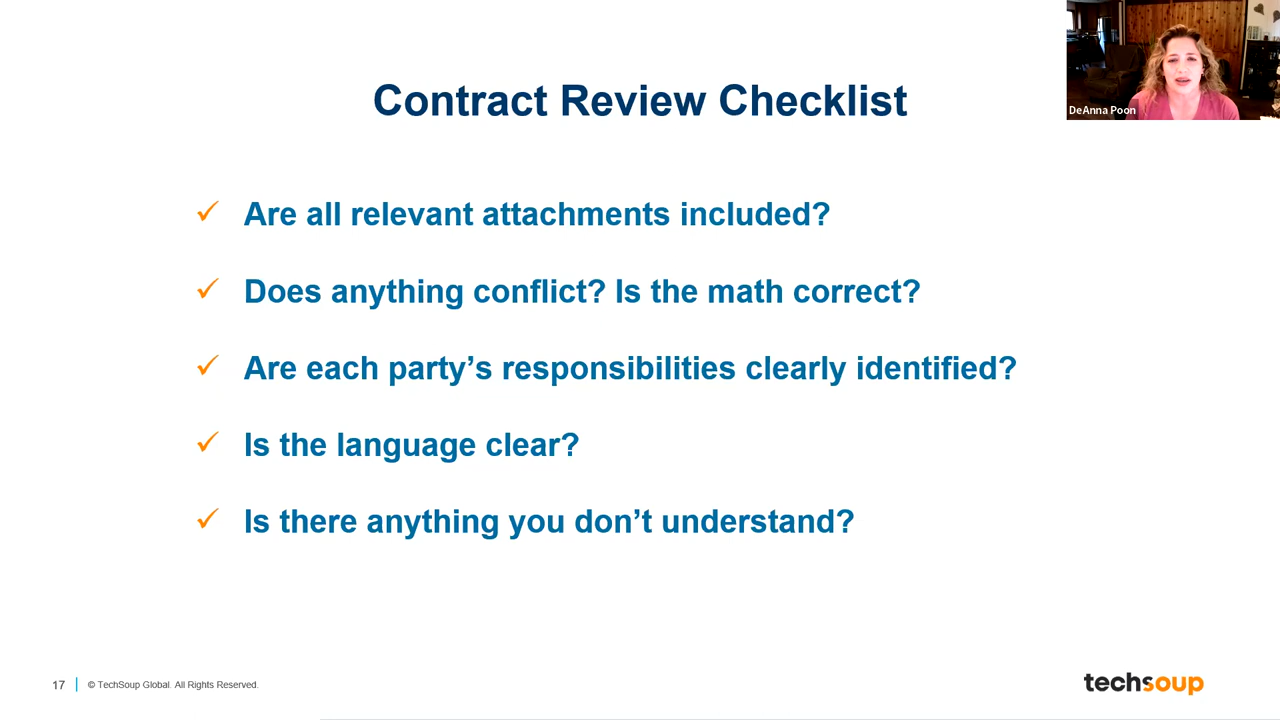 Contract Review Checklist
DeAnna Poon
Are all relevant attachments included?
Does anything conflict? Is the math correct?
Are each party’s responsibilities clearly identified?
Is the language clear?
Is there anything you don’t understand?
17
© TechSoup Global. All Rights Reserved.
techsoup